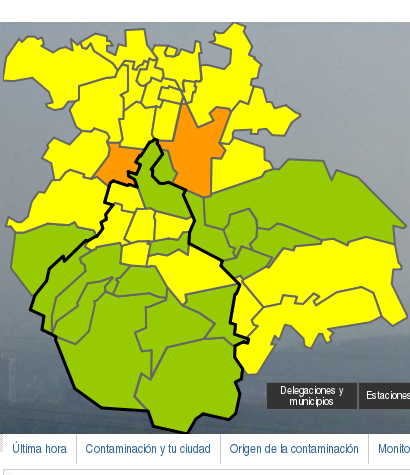 Delegaciones y
municipios
Estaciones
Última hora
Contaminación y tu ciudad
Origen de la contaminación
Monito